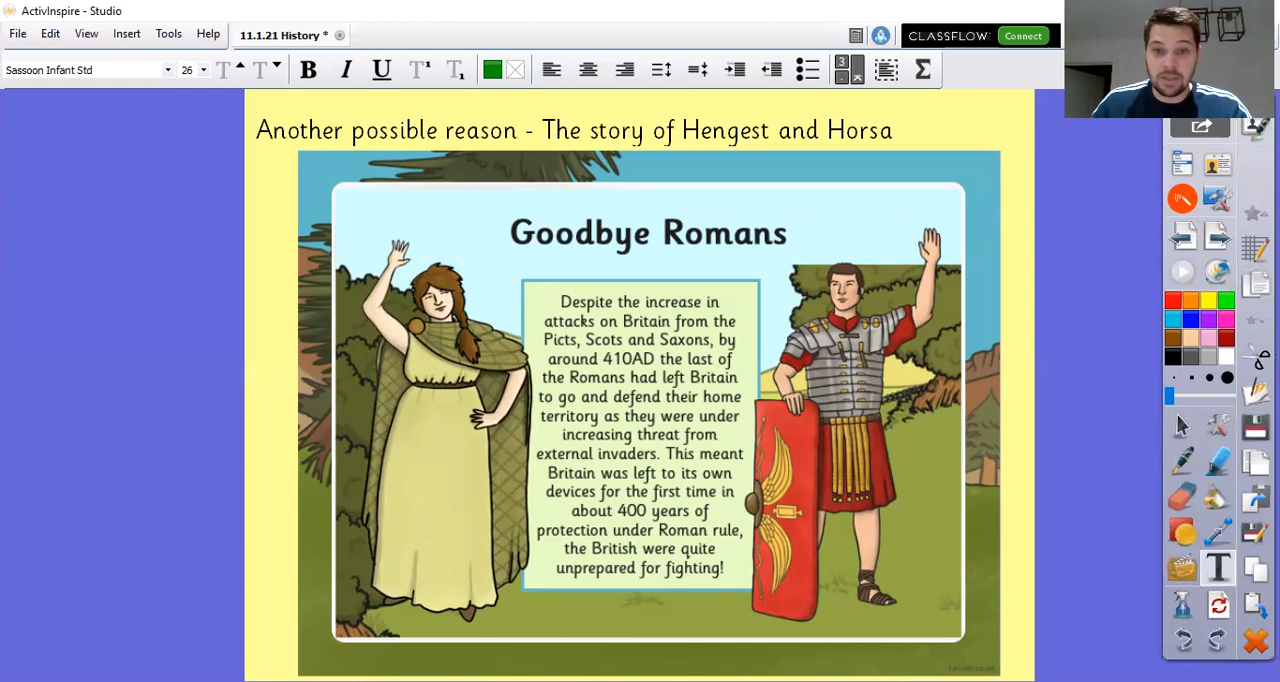 ActivInspire - Studio
File Edit View Insert Tools Help
11.1.21 History *
CLASSFLOW Connect
Sassoon Infant Std 26
Another possible reason - The story of Hengest and Horsa
Goodbye Romans
Despite the increase in
attacks on Britain from the
Picts, Scots and Saxons, by
around 410AD the last of
the Romans had left Britain
to go and defend their home
territory as they were under
increasing threat from
external invaders. This meant
Britain was left to its own
devices for the first time in
about 400 years of
protection under Roman rule,
the British were quite
unprepared for fighting!